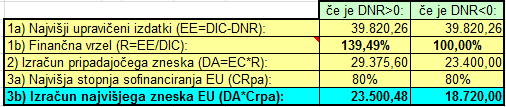 če je DNR>0: če je DNR<0:
1a) Najvišji upravičeni izdatki (EE=DIC-DNR): 39.820,26 39.820,26
1b) Finančna vrzel (R=EE/DIC): 139,49% 100,00%
2) Izračun pripadajočega zneska (DA=EC*R): 29.375,60 23.400,00
3a) Najvišja stopnja sofinanciranja EU (CRpa): 80% 80%
3b) Izračun najvišjega zneska EU (DA*Crpa): 23.500,48 18.720,00